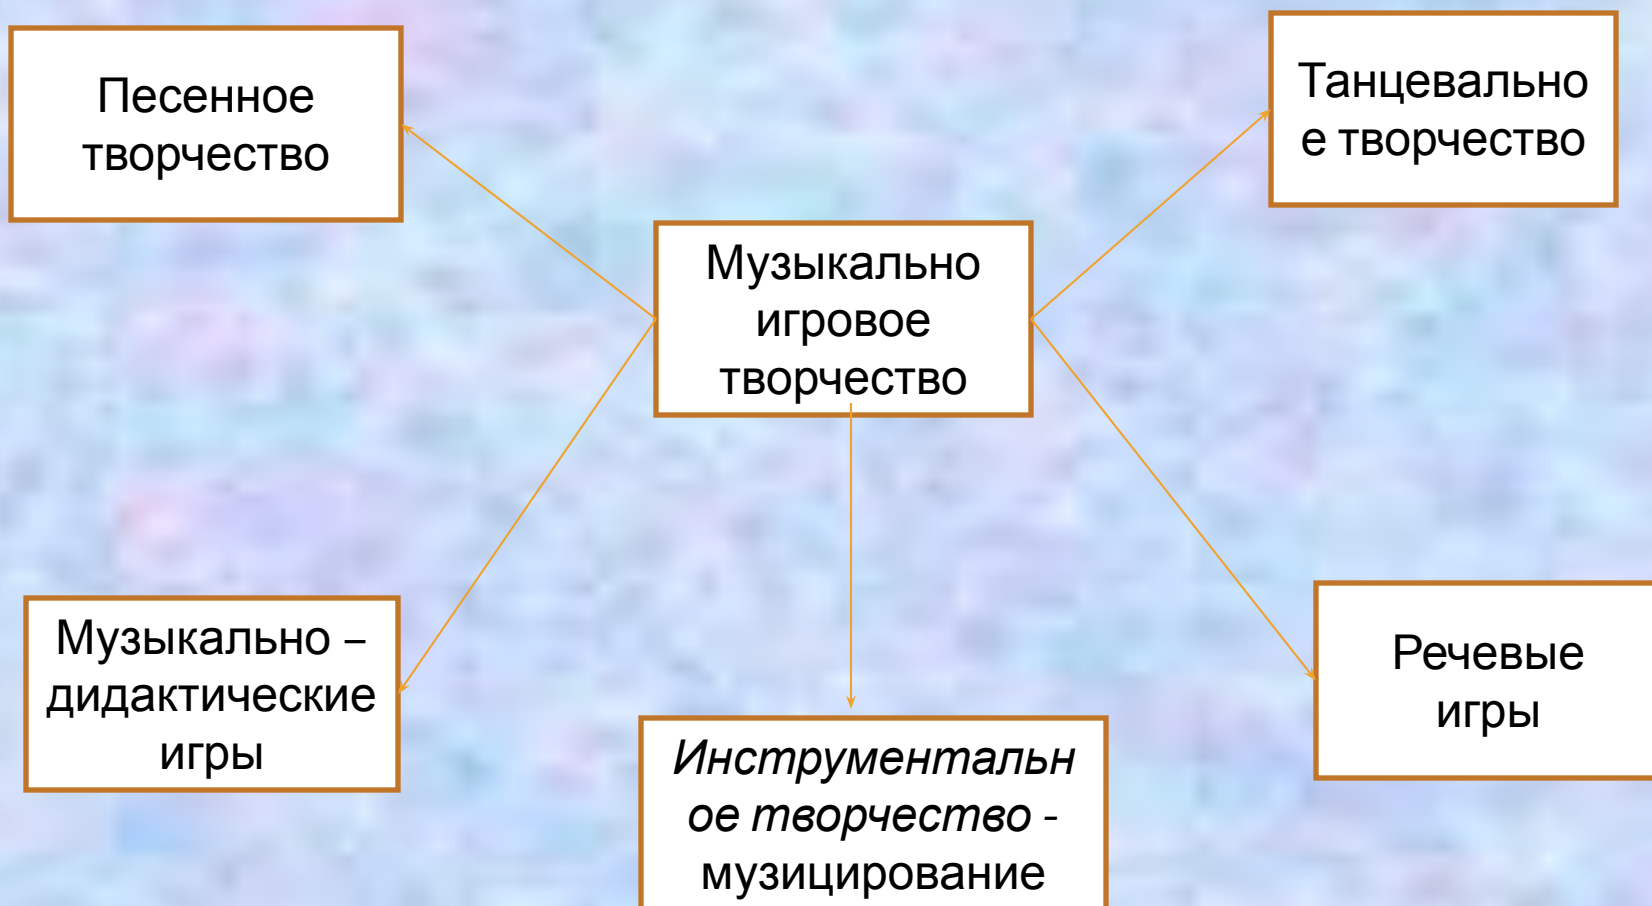 Песенное
творчество
Танцевально
е творчество
Музыкально
игровое
творчество
Музыкально –
дидактические
игры
Инструментальн
ое творчество -
музицирование
Речевые
игры